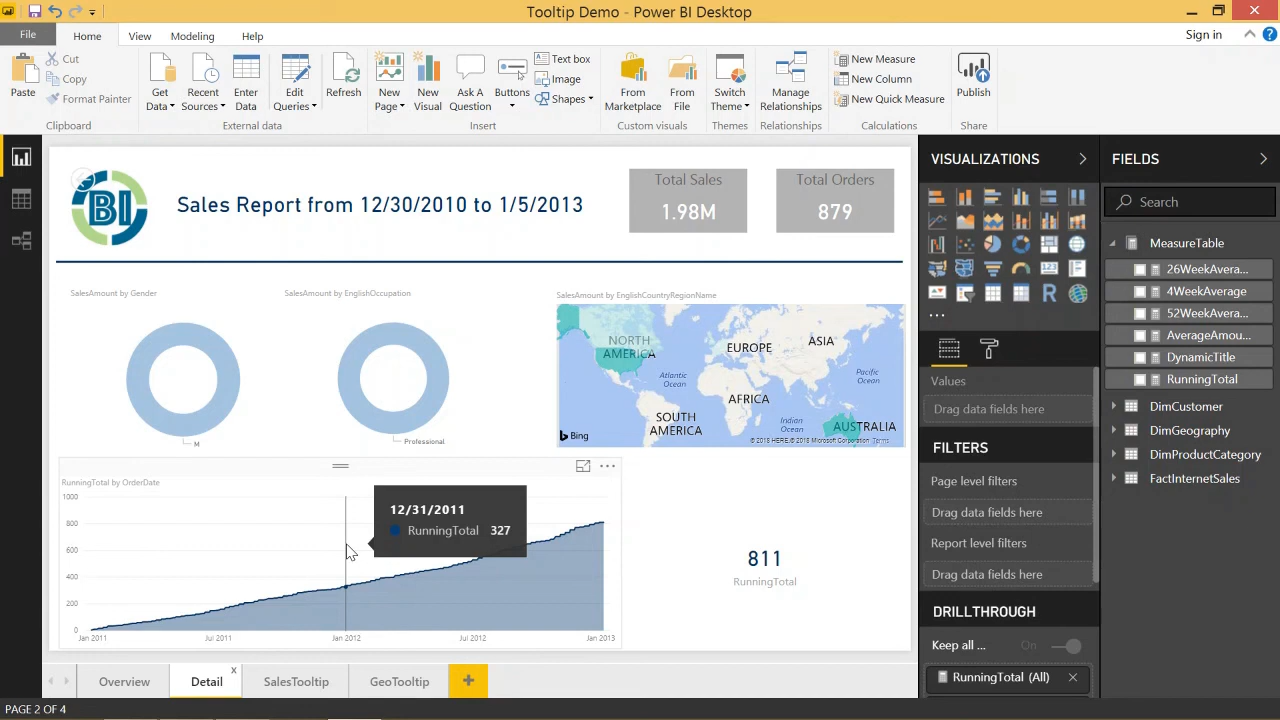 Tooltip Demo - Power BI Desktop
File
Home
View
Modeling
Help
Sign in
Paste
Cut
Copy
Format Painter
Clipboard
Get
Data
Recent
Sources
Enter
Data
Edit
Queries
Refresh
External data
New
Page
New
Visual
Ask A
Question
Buttons
Text box
Image
Shapes
Insert
From
Marketplace
From
File
Custom visuals
Switch
Theme
Themes
Manage
Relationships
Relationships
New Measure
New Column
New Quick Measure
Calculations
Publish
Share
BI
Sales Report from 12/30/2010 to 1/5/2013
Total Sales
1.98M
Total Orders
879
SalesAmount by Gender
M
SalesAmount by EnglishOccupation
Professional
SalesAmount by EnglishCountryRegionName
NORTH
AMERICA
EUROPE
ASIA
Atlantic
Ocean
Pacific
Ocean
AFRICA
SOUTH
AMERICA
Indian
Ocean
AUSTRALIA
Bing
© 2018 HERE, © 2018 Microsoft Corporation Terms
RunningTotal by OrderDate
1000
800
600
400
200
0
Jan 2011
Jul 2011
Jan 2012
Jul 2012
Jan 2013
12/31/2011
RunningTotal 327
811
RunningTotal
VISUALIZATIONS
123
R
Values
Drag data fields here
FILTERS
Page level filters
Drag data fields here
Report level filters
Drag data fields here
DRILLTHROUGH
Keep all ... On
RunningTotal (All)
FIELDS
Search
MeasureTable
26WeekAvera...
4WeekAverage
52WeekAvera...
AverageAmou...
DynamicTitle
RunningTotal
DimCustomer
DimGeography
DimProductCategory
FactInternetSales
Overview
Detail
SalesTooltip
GeoTooltip
PAGE 2 OF 4